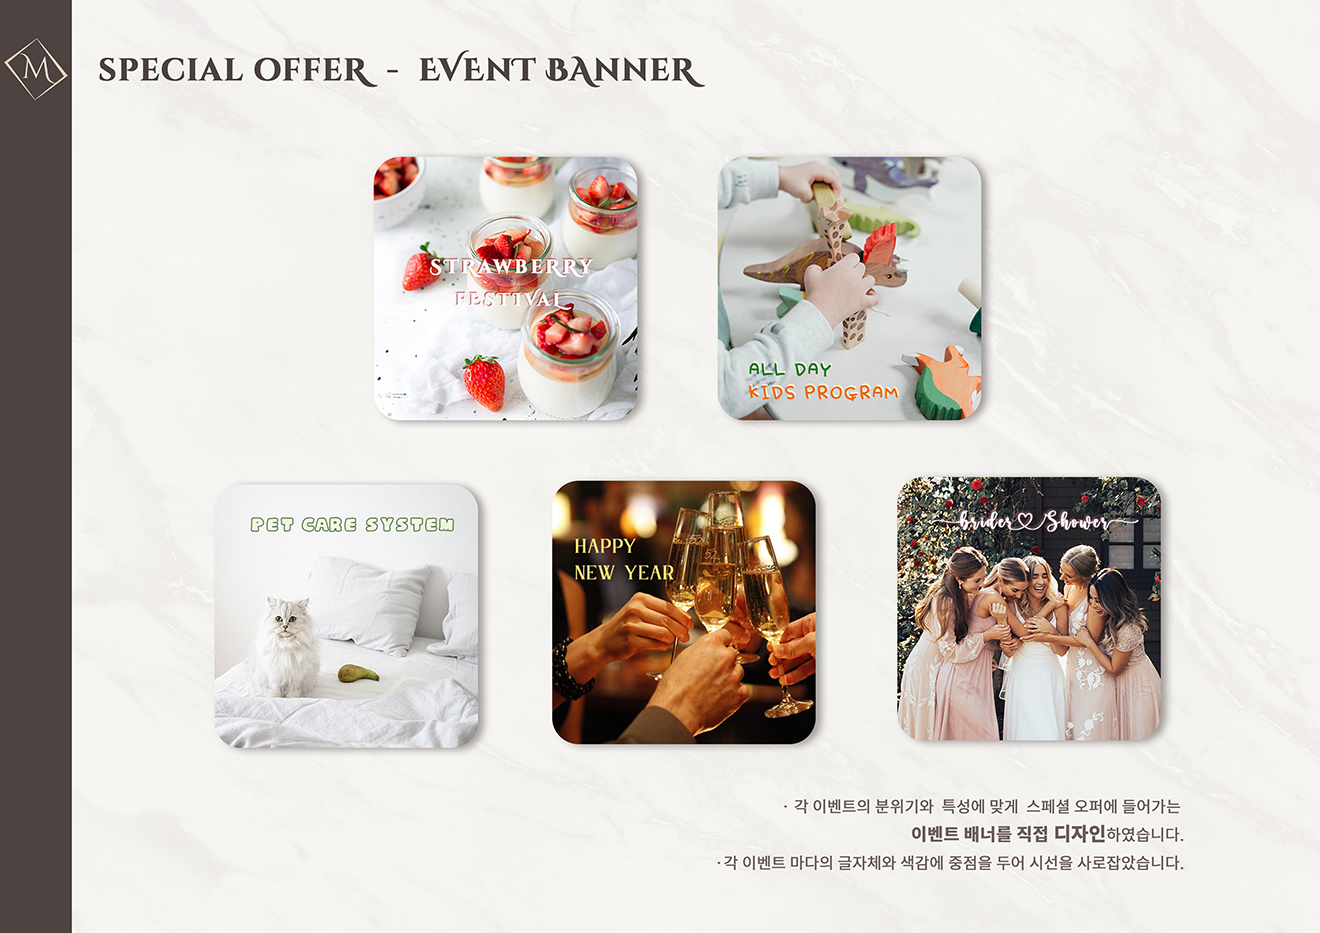 M
SPECIAL OFFER - EVENT BANNER
STRAWBERRY
FESTIVAL
ALL DAY
KIDS PROGRAM
PET CARE SYSTEM
HAPPY
NEW YEAR
brider Shower
· 각 이벤트의 분위기와 특성에 맞게 스페셜 오퍼에 들어가는
이벤트 배너를 직접 디자인하였습니다.
· 각 이벤트 마다의 글자체와 색감에 중점을 두어 시선을 사로잡았습니다.